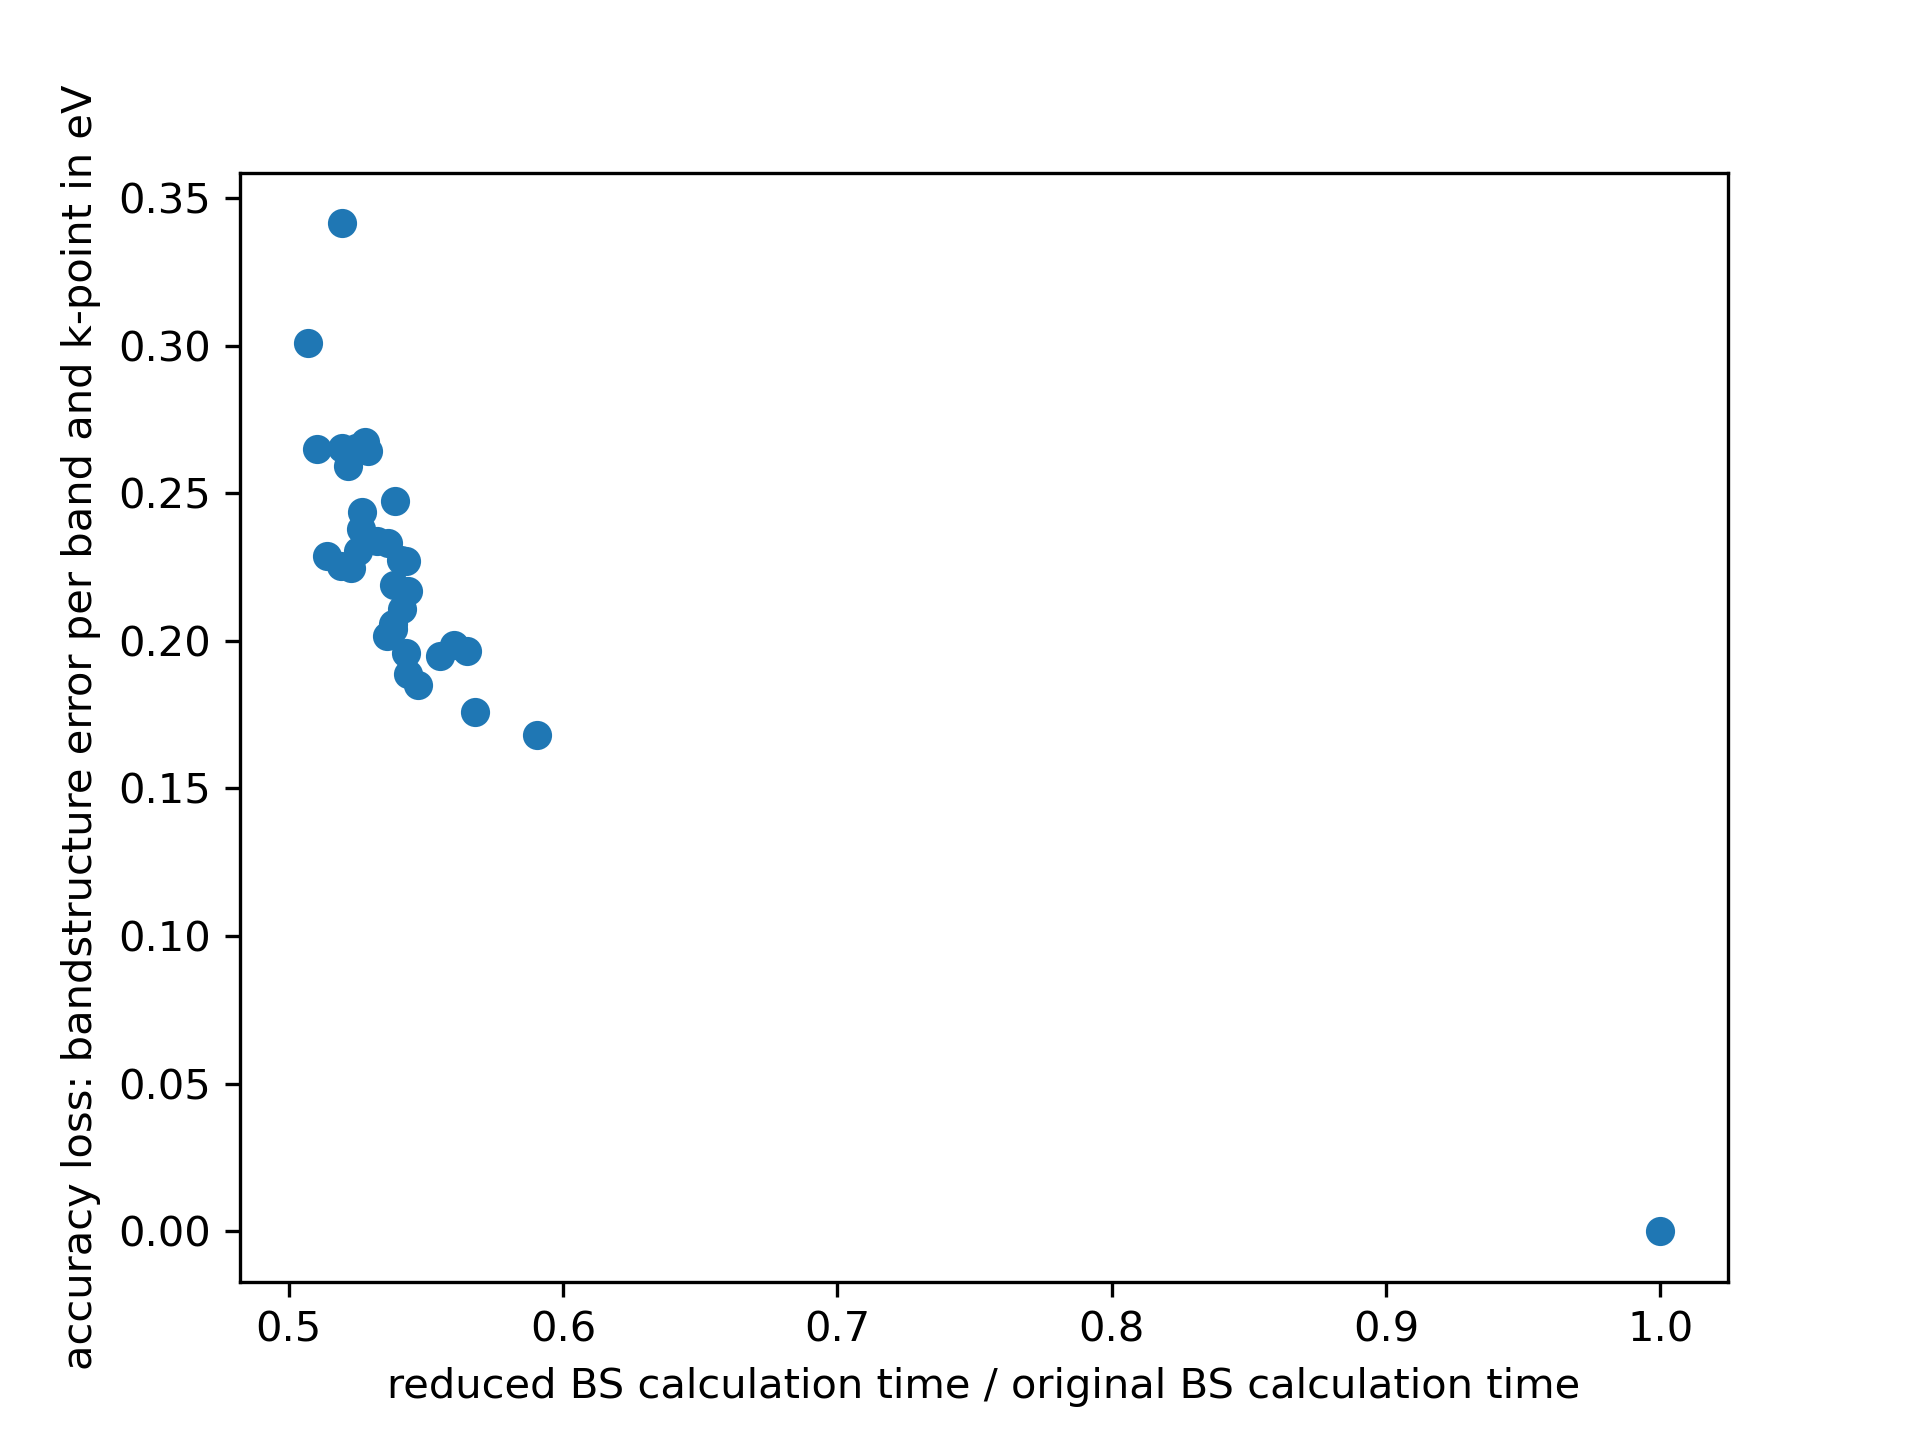 accuracy loss: bandstructure error per band and k-point in eV
0.35
0.30
0.25
0.20
0.15
0.10
0.05
0.00
0.5 0.6 0.7 0.8 0.9 1.0
reduced BS calculation time / original BS calculation time